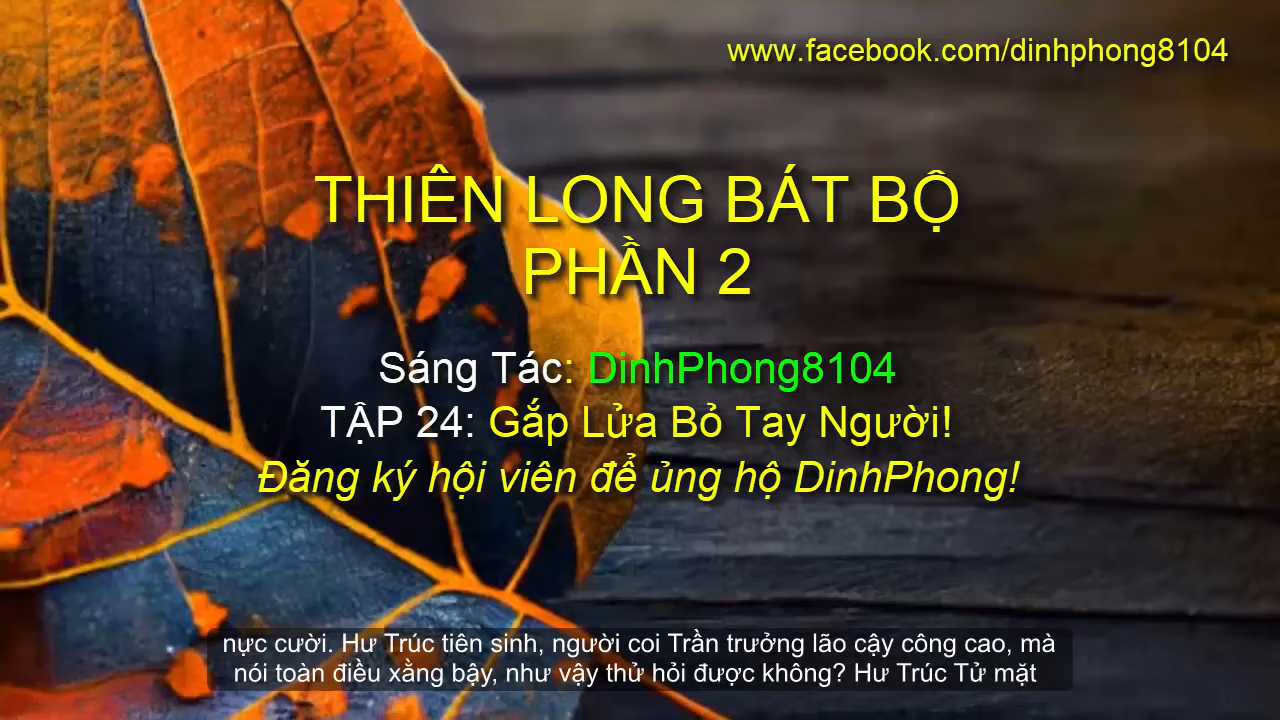 www.facebook.com/dinhphong8104
THIÊN LONG BÁT BỘ
PHẦN 2
Sáng Tác: DinhPhong8104
TẬP 24: Gắp Lửa Bỏ Tay Người!
Đăng ký hội viên để ủng hộ DinhPhong!
nực cười. Hư Trúc tiên sinh, người coi Trần trưởng lão cậy công cao, mà
nói toàn điều xằng bậy, như vậy thử hỏi được không? Hư Trúc Tử mặt